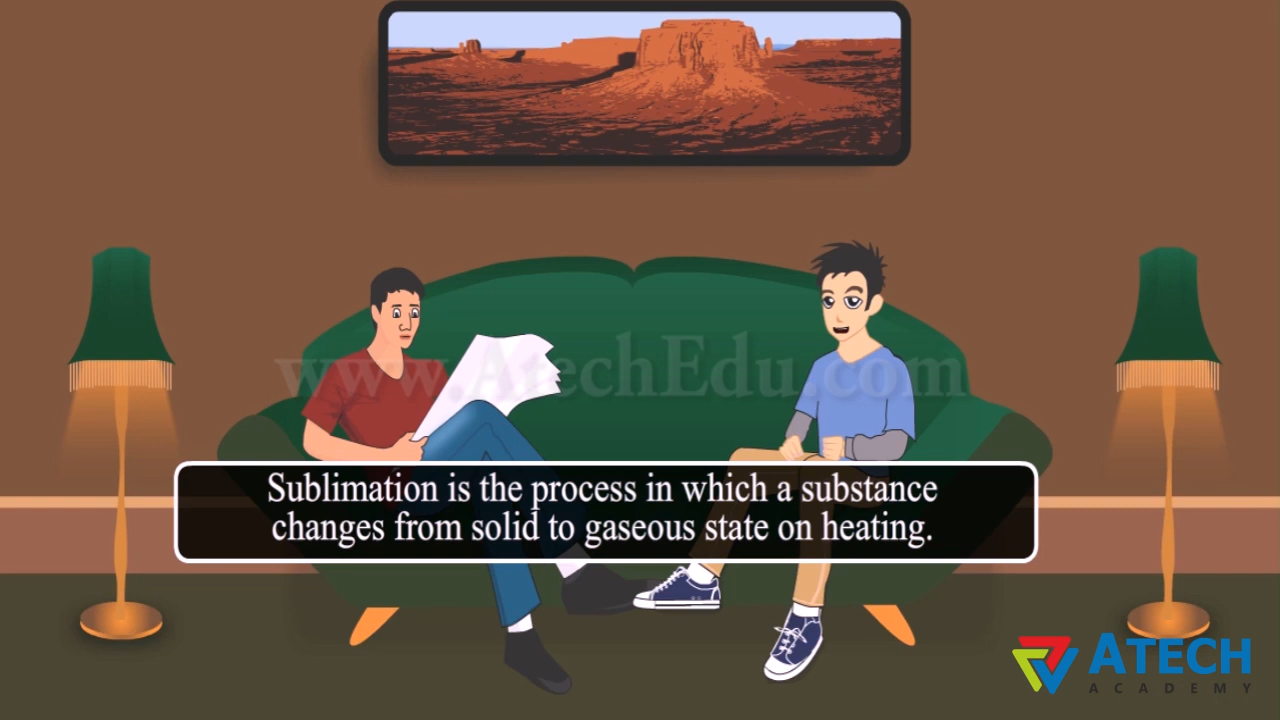 www.AtechEdu.com
Sublimation is the process in which a substance
changes from solid to gaseous state on heating.
ATECH
ACADEMY